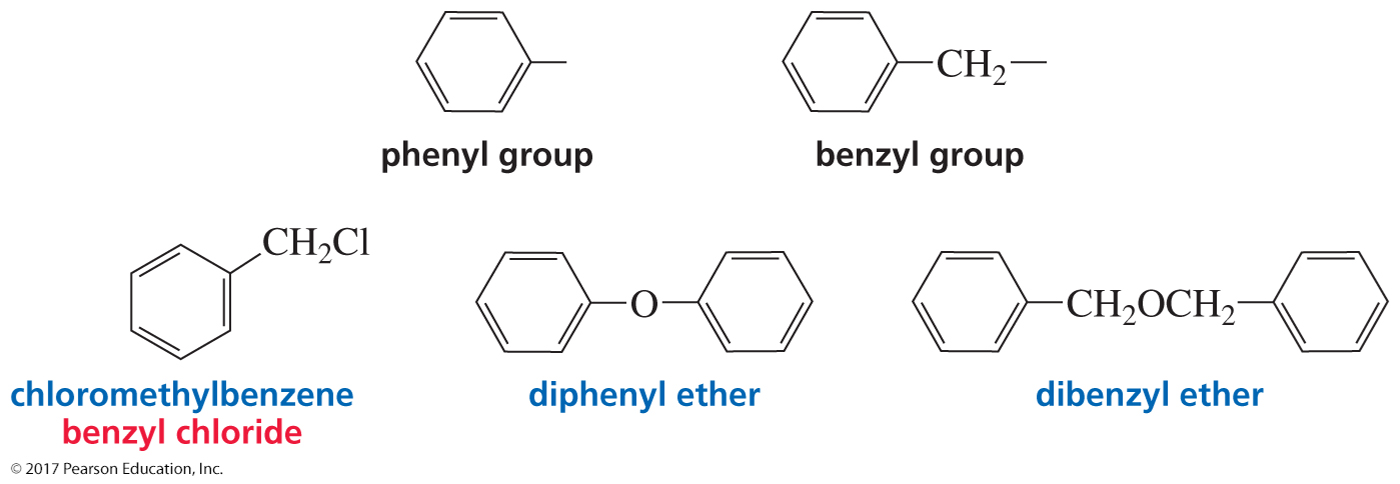 CH₂
phenyl group
benzyl group
CH₂Cl
O
CH₂OCH₂
chloromethylbenzene
benzyl chloride
diphenyl ether
dibenzyl ether
© 2017 Pearson Education, Inc.